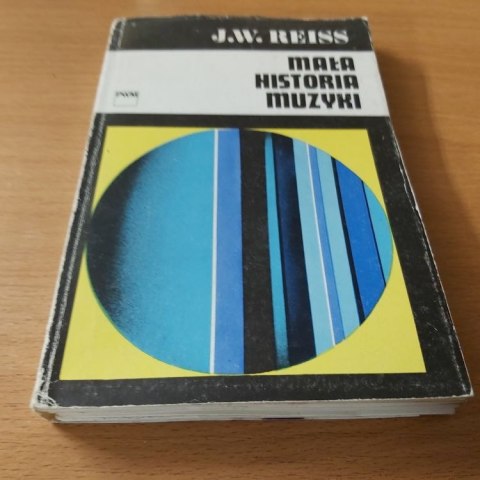 J.W. REISS
MAŁA
HISTORIA
MUZYKI
PWM